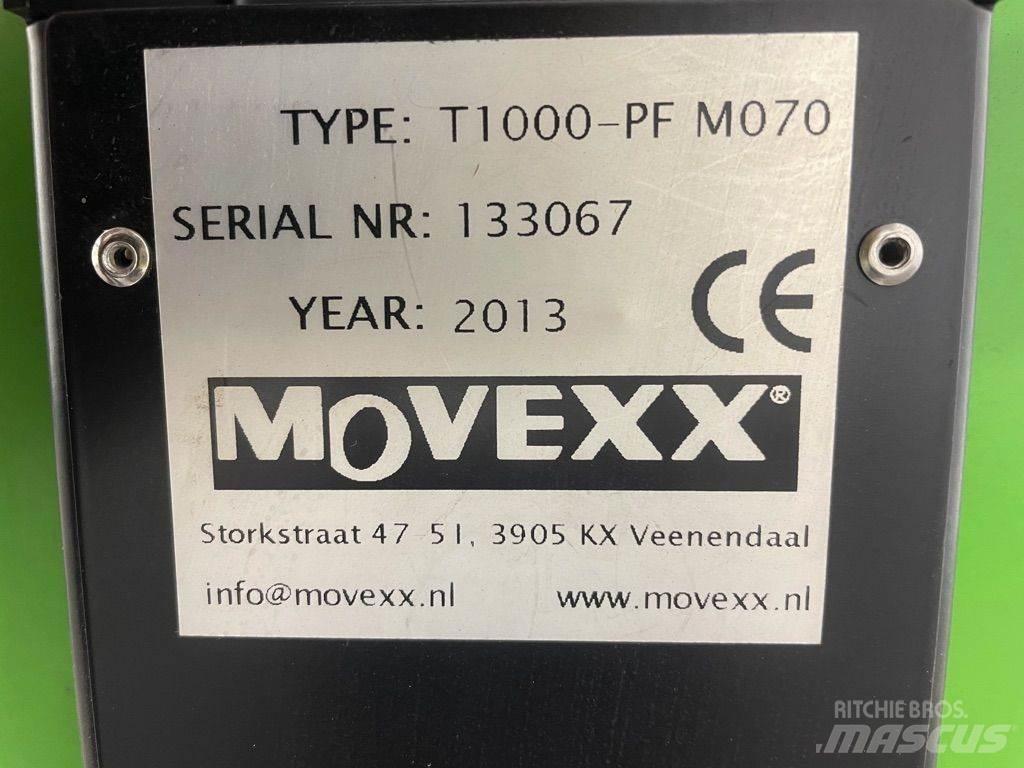 TYPE: T1000-PF M070
SERIAL NR: 133067
YEAR: 2013
CE
MOVEXX®
Storkstraat 47 51, 3905 KX Veenendaal
info@movexx.nl www.movexx.nl
RITCHIE BROS.
MASCUS